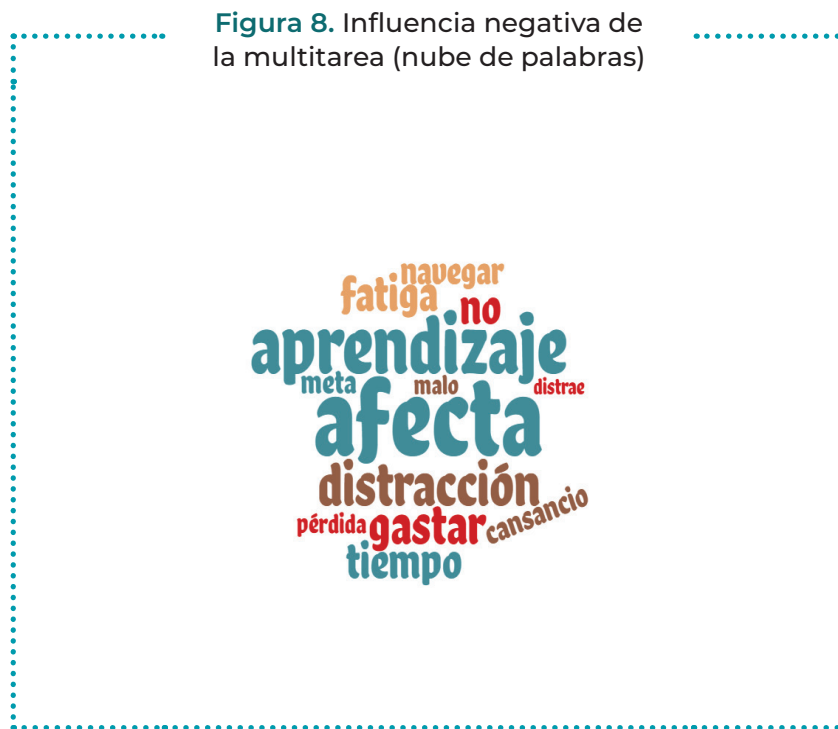 Figura 8. Influencia negativa de
la multitarea (nube de palabras)
navegar
fatiga
no
aprendizaje
meta malo distrae
afecta
distracción
pérdida gastar cansancio
tiempo